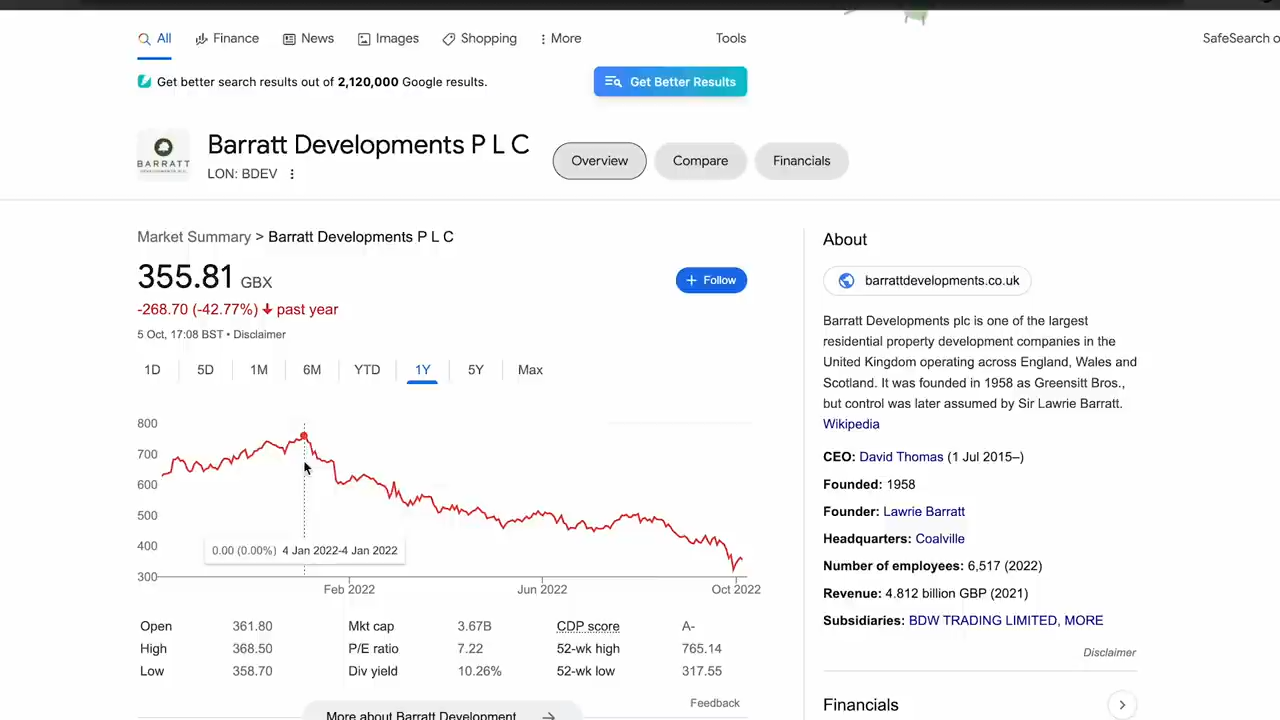 All Finance News Images Shopping More Tools SafeSearch o
Get better search results out of 2,120,000 Google results. Get Better Results
BARRATT
Barratt Developments P L C
LON: BDEV
Overview Compare Financials
Market Summary > Barratt Developments P L C
355.81 GBX
+ Follow
-268.70 (-42.77%) past year
5 Oct, 17:08 BST • Disclaimer
1D 5D 1M 6M YTD 1Y 5Y Max
800
700
600
500
400
300
0.00 (0.00%) 4 Jan 2022-4 Jan 2022
Feb 2022 Jun 2022 Oct 2022
Open 361.80 Mkt cap 3.67B CDP score A-
High 368.50 P/E ratio 7.22 52-wk high 765.14
Low 358.70 Div yield 10.26% 52-wk low 317.55
Feedback
More about Barratt Development
About
barrattdevelopments.co.uk
Barratt Developments plc is one of the largest
residential property development companies in the
United Kingdom operating across England, Wales and
Scotland. It was founded in 1958 as Greensitt Bros.,
but control was later assumed by Sir Lawrie Barratt.
Wikipedia
CEO: David Thomas (1 Jul 2015–)
Founded: 1958
Founder: Lawrie Barratt
Headquarters: Coalville
Number of employees: 6,517 (2022)
Revenue: 4.812 billion GBP (2021)
Subsidiaries: BDW TRADING LIMITED, MORE
Disclaimer
Financials